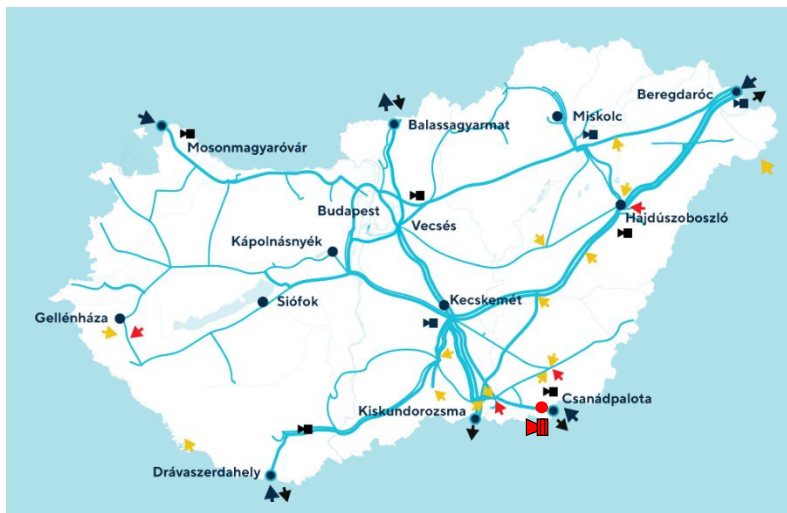 Beregdaróc
Miskolc
Balassagyarmat
Mosonmagyaróvár
Budapest
Hajdúszoboszló
Vecsés
Kápolnásnyék
Siófok
Kecskemét
Gellénháza
Csanádpalota
Kiskundorozsma
Drávaszerdahely